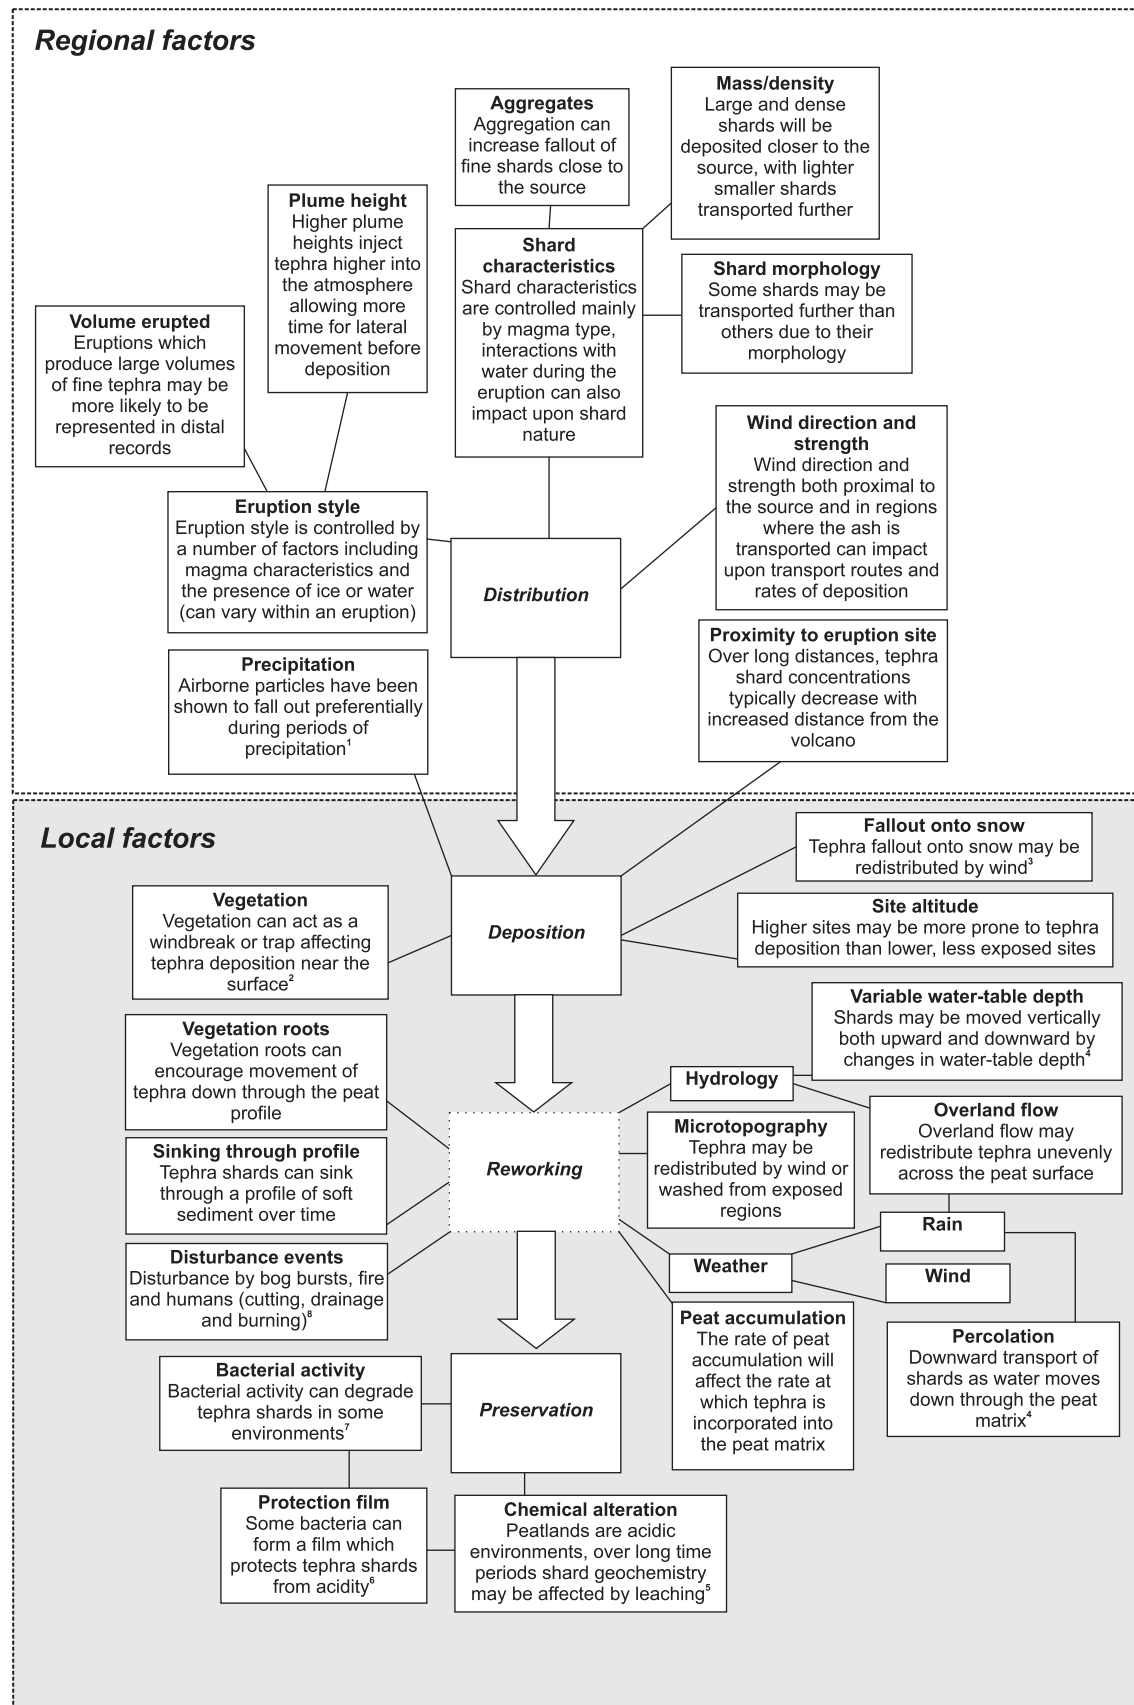 Regional factors
Aggregates
Aggregation can
increase fallout of
fine shards close to
the source
Mass/density
Large and dense
shards will be
deposited closer to the
source, with lighter
smaller shards
transported further
Plume height
Higher plume
heights inject
tephra higher into
the atmosphere
allowing more
time for lateral
movement before
deposition
Shard
characteristics
Shard characteristics
are controlled mainly
by magma type,
interactions with
water during the
eruption can also
impact upon shard
nature
Shard morphology
Some shards may be
transported further than
others due to their
morphology
Volume erupted
Eruptions which
produce large volumes
of fine tephra may be
more likely to be
represented in distal
records
Wind direction and
strength
Wind direction and
strength both proximal to
the source and in regions
where the ash is
transported can impact
upon transport routes and
rates of deposition
Eruption style
Eruption style is controlled by
a number of factors including
magma characteristics and
the presence of ice or water
(can vary within an eruption)
Distribution
Precipitation
Airborne particles have been
shown to fall out preferentially
during periods of
precipitation¹
Proximity to eruption site
Over long distances, tephra
shard concentrations
typically decrease with
increased distance from the
volcano
Local factors
Fallout onto snow
Tephra fallout onto snow may be
redistributed by wind³
Vegetation
Vegetation can act as a
windbreak or trap affecting
tephra deposition near the
surface²
Deposition
Site altitude
Higher sites may be more prone to tephra
deposition than lower, less exposed sites
Variable water-table depth
Shards may be moved vertically
both upward and downward by
changes in water-table depth⁴
Vegetation roots
Vegetation roots can
encourage movement of
tephra down through the peat
profile
Hydrology
Overland flow
Overland flow may
redistribute tephra unevenly
across the peat surface
Microtopography
Tephra may be
redistributed by wind or
washed from exposed
regions
Sinking through profile
Tephra shards can sink
through a profile of soft
sediment over time
Reworking
Rain
Disturbance events
Disturbance by bog bursts, fire
and humans (cutting, drainage
and burning)⁸
Weather
Wind
Peat accumulation
The rate of peat
accumulation will
affect the rate at
which tephra is
incorporated into
the peat matrix
Percolation
Downward transport of
shards as water moves
down through the peat
matrix⁴
Bacterial activity
Bacterial activity can degrade
tephra shards in some
environments⁷
Preservation
Protection film
Some bacteria can
form a film which
protects tephra shards
from acidity⁶
Chemical alteration
Peatlands are acidic
environments, over long time
periods shard geochemistry
may be affected by leaching⁵